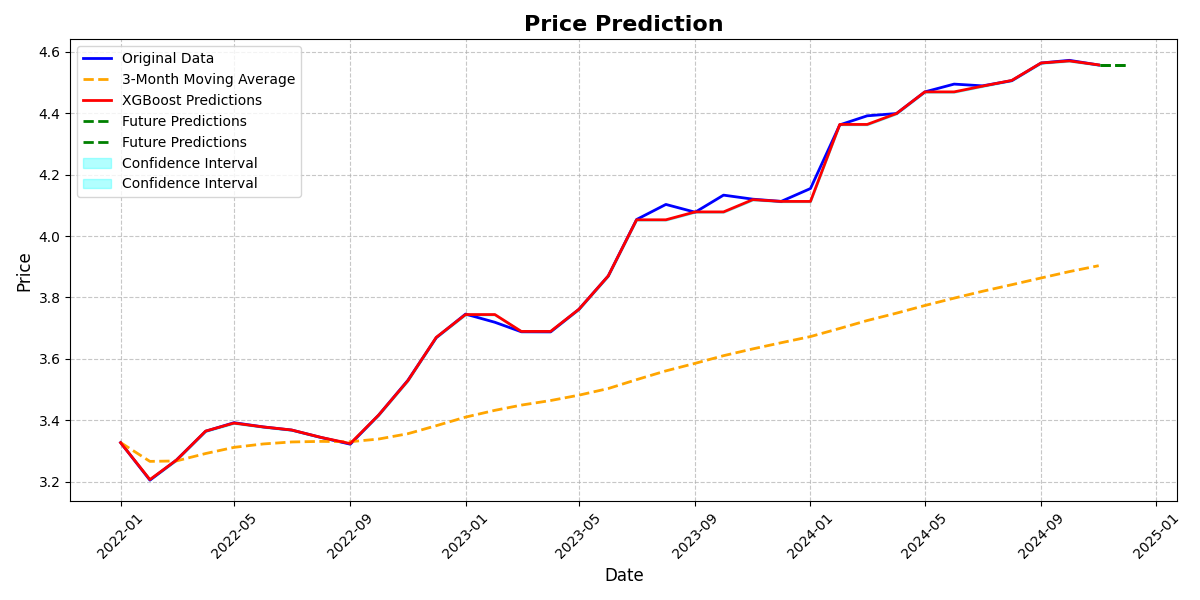 Price Prediction
Original Data
3-Month Moving Average
XGBoost Predictions
Future Predictions
Future Predictions
Confidence Interval
Confidence Interval
Price
4.6
4.4
4.2
4.0
3.8
3.6
3.4
3.2
2022-01
2022-05
2022-09
2023-01
2023-05
2023-09
2024-01
2024-05
2024-09
2025-01
Date